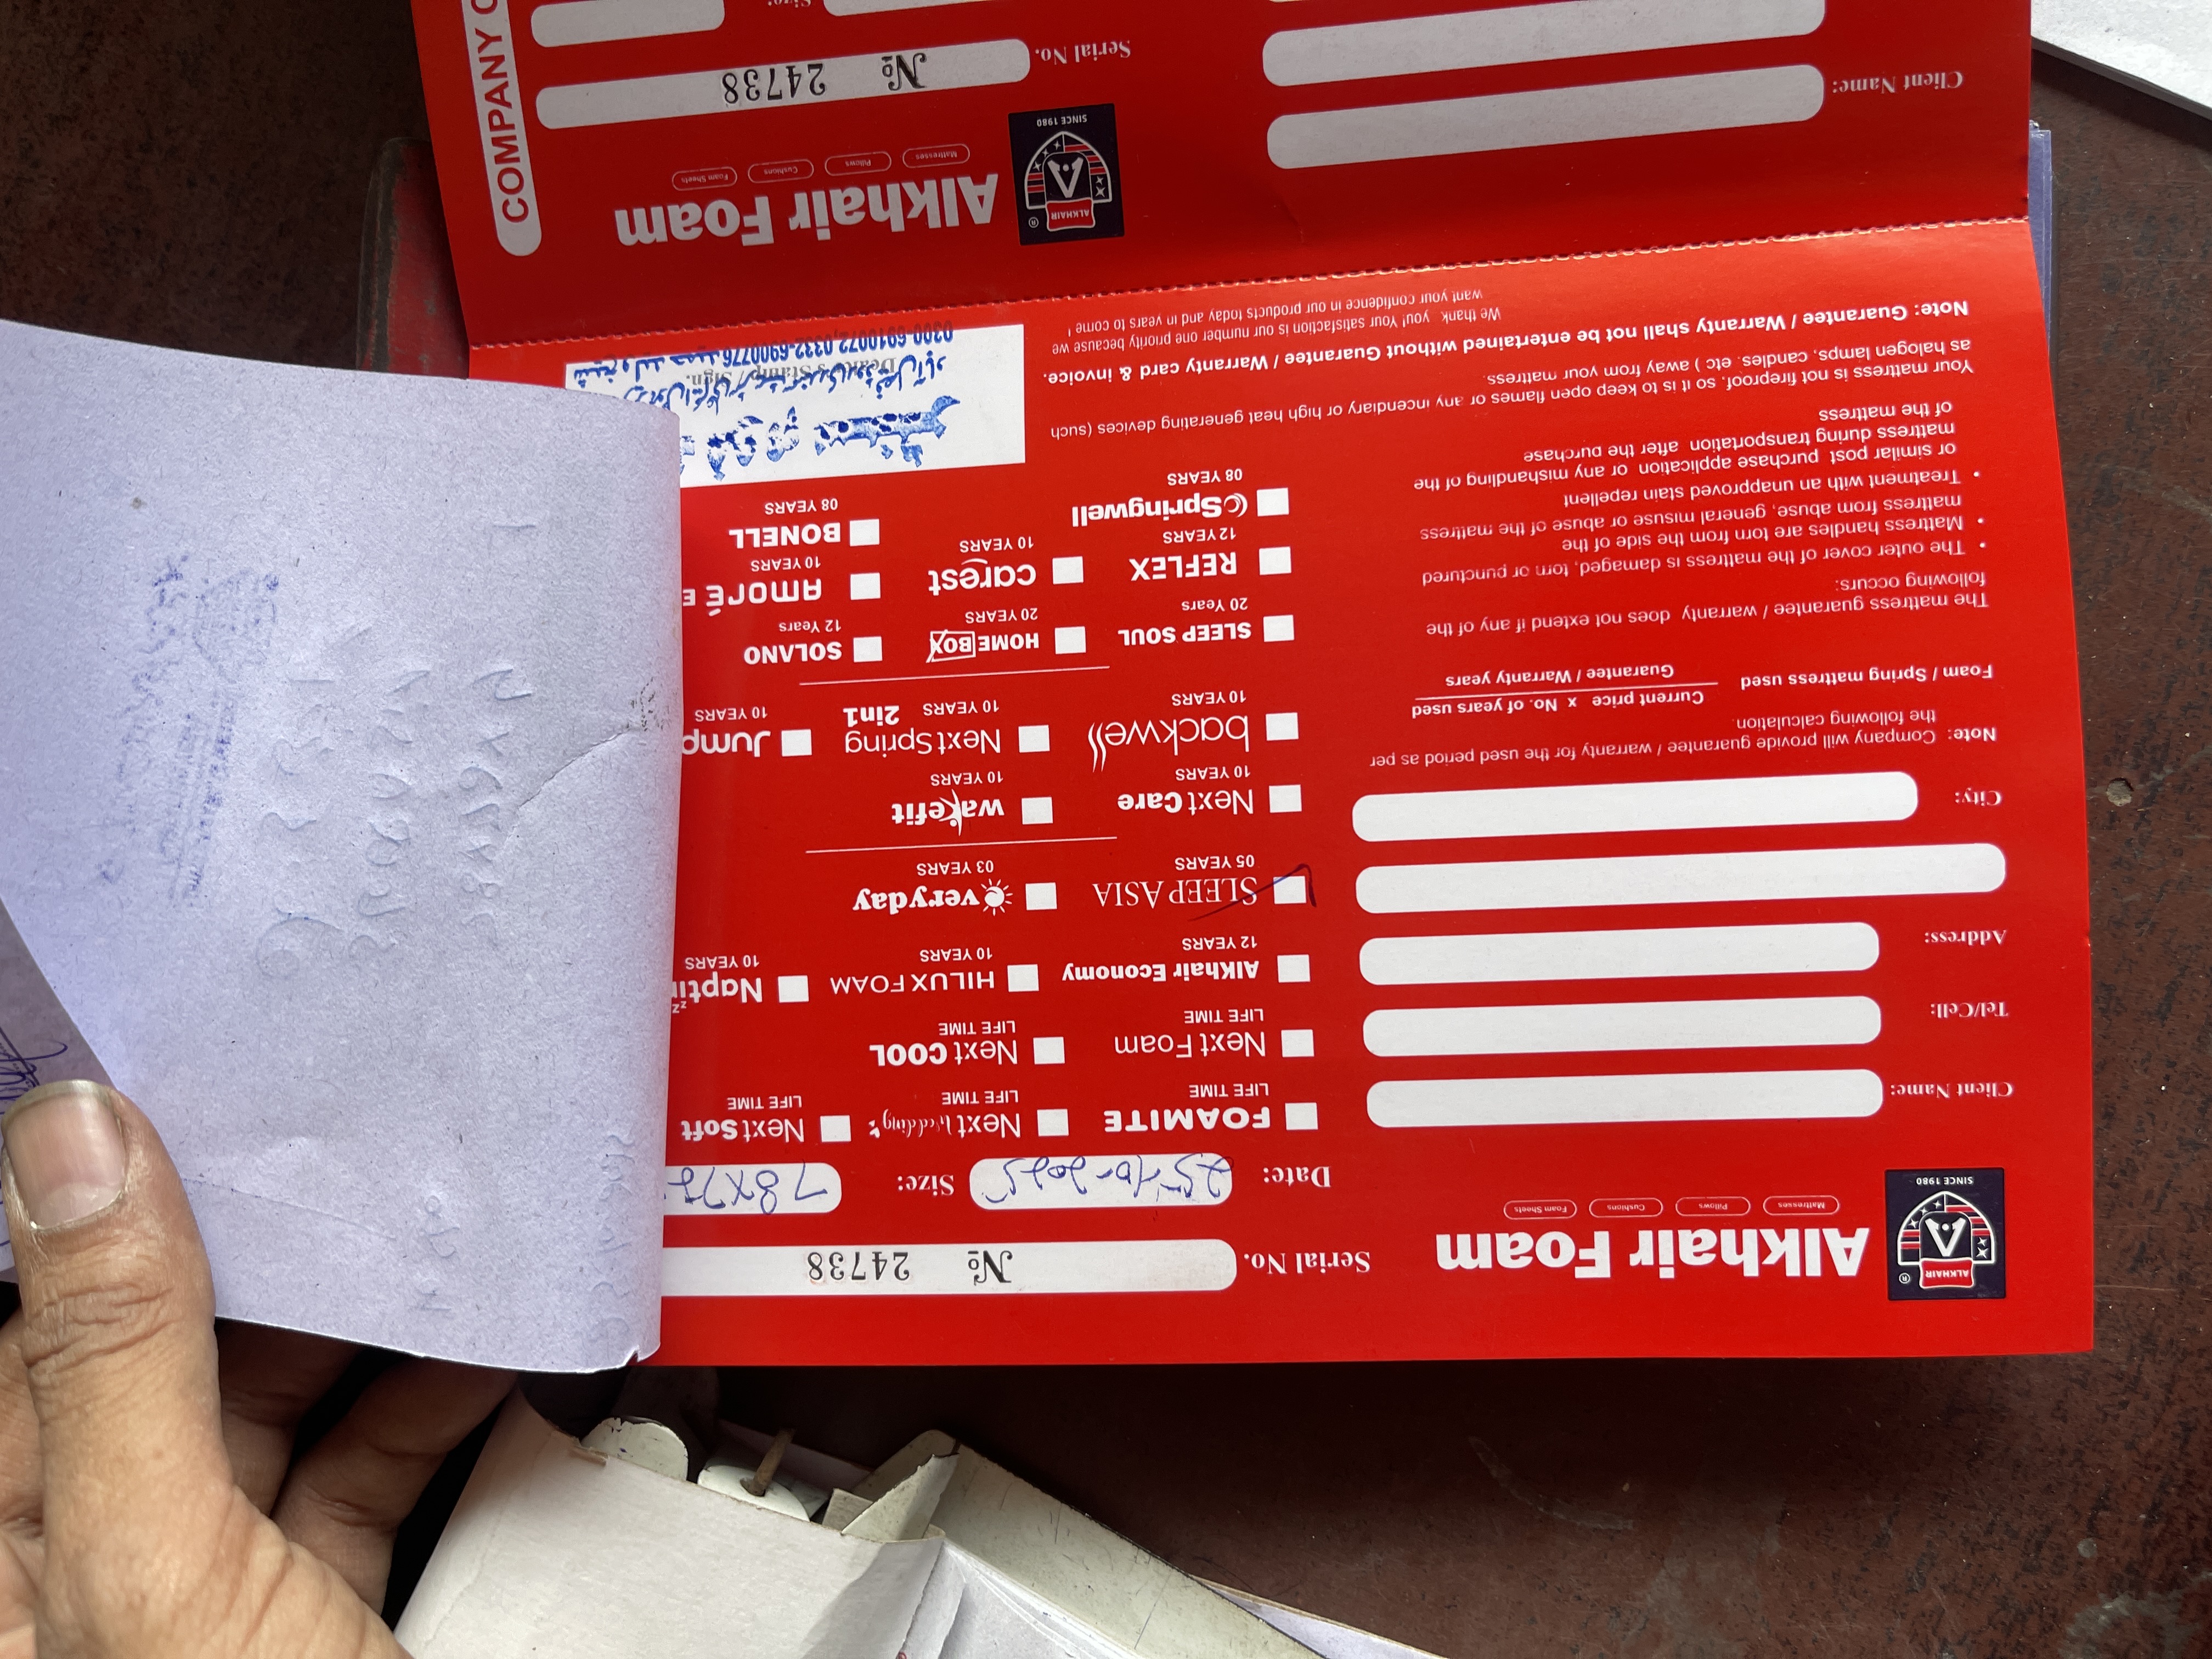 Alkhair Foam
Mattresses Pillows Cushions Foam Sheets
ALKHAIR ®
SINCE 1980
Serial No. № 24738
Date: 25-10-2025 Size: 78x72
Client Name:
Tel/Cell:
Address:
City:
FOAMITE
LIFE TIME
Next Wedding
LIFE TIME
Next Soft
LIFE TIME
Next Foam
LIFE TIME
Next COOL
LIFE TIME
Alkhair Economy
12 YEARS
HILUX FOAM
10 YEARS
10 YEARS
SLEEP ASIA
05 YEARS
veryday
03 YEARS
Next Care
10 YEARS
wakefit
10 YEARS
backwell
10 YEARS
Next Spring 2in1
10 YEARS
Jump
10 YEARS
SLEEP SOUL
20 Years
HOME BOX
20 YEARS
SOLANO
12 Years
REFLEX
12 YEARS
carest
10 YEARS
AMORÉ
10 YEARS
Springwell
08 YEARS
BONELL
08 YEARS
Note: Company will provide guarantee / warranty for the used period as per
the following calculation.
Foam / Spring mattress used Current price x No. of years used
Guarantee / Warranty years
The mattress guarantee / warranty does not extend if any of the
following occurs:
• The outer cover of the mattress is damaged, torn or punctured
• Mattress handles are torn from the side of the
mattress from abuse, general misuse or abuse of the mattress
• Treatment with an unapproved stain repellent
or similar post purchase application or any mishandling of the
mattress during transportation after the purchase
of the mattress
Your mattress is not fireproof, so it is to keep open flames or any incendiary or high heat generating devices (such
as halogen lamps, candles. etc ) away from your mattress.
Note: Guarantee / Warranty shall not be entertained without Guarantee / Warranty card & invoice.
We thank you! Your satisfaction is our number one priority because we
want your confidence in our products today and in years to come !
Dealer's Stamp / Sign.
0300-6910072,0332-6900776
Alkhair Foam
Mattresses Pillows Cushions Foam Sheets
ALKHAIR ®
SINCE 1980
COMPANY
Client Name:
Serial No. № 24738
Size: